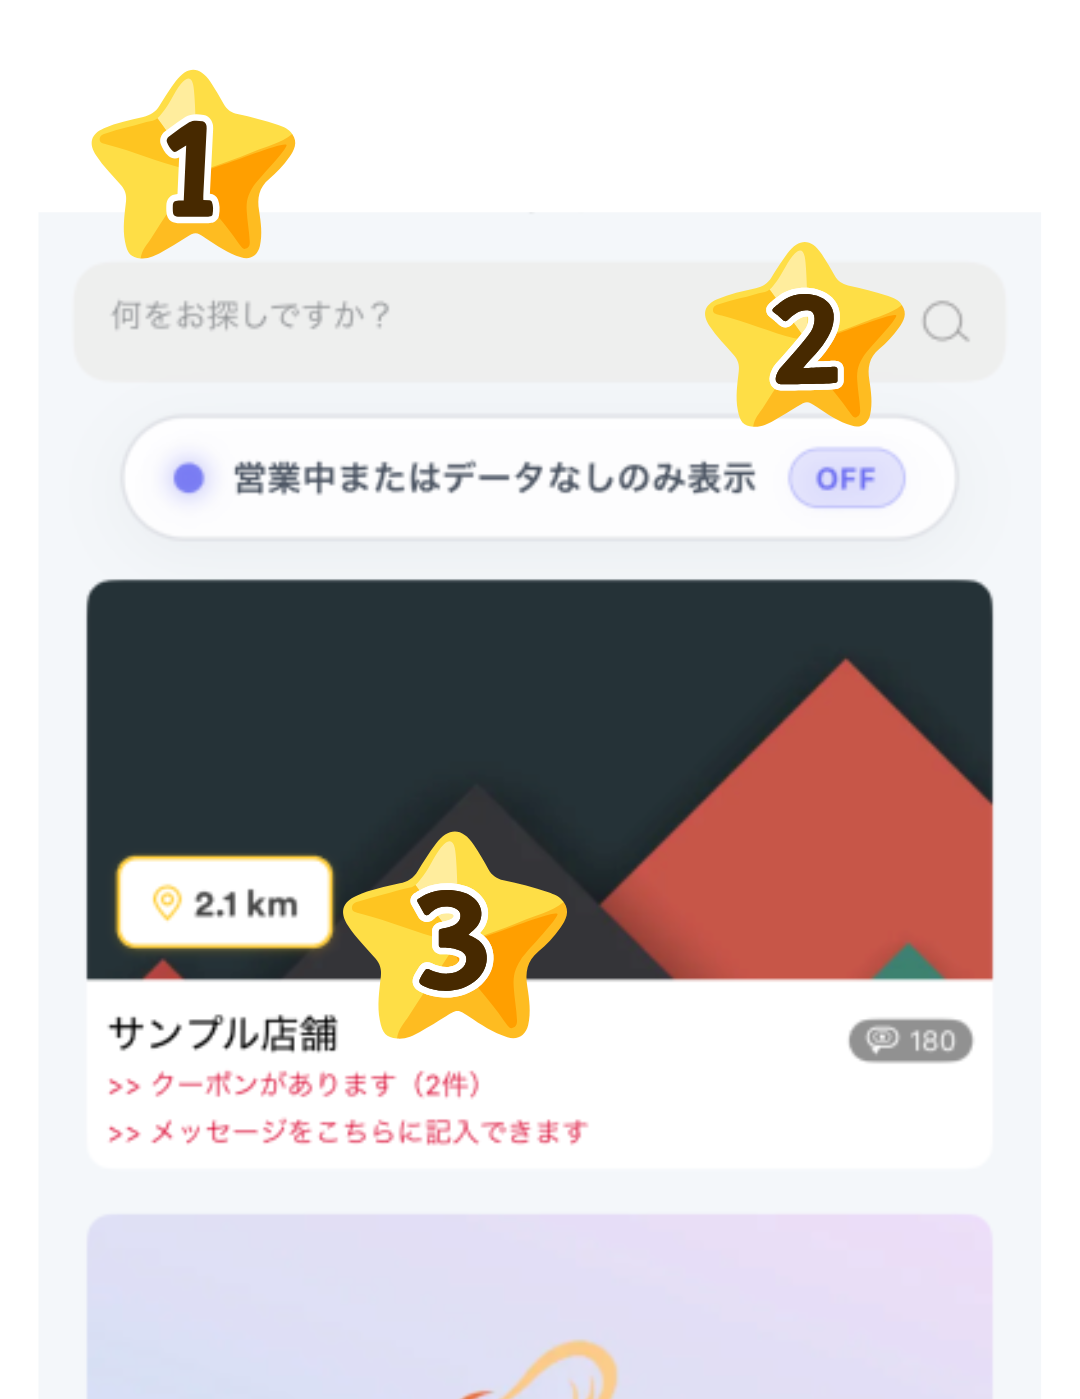 1
何をお探しですか？
2
営業中またはデータなしのみ表示 OFF
2.1 km
3
サンプル店舗
180
>> クーポンがあります（2件）
>> メッセージをこちらに記入できます